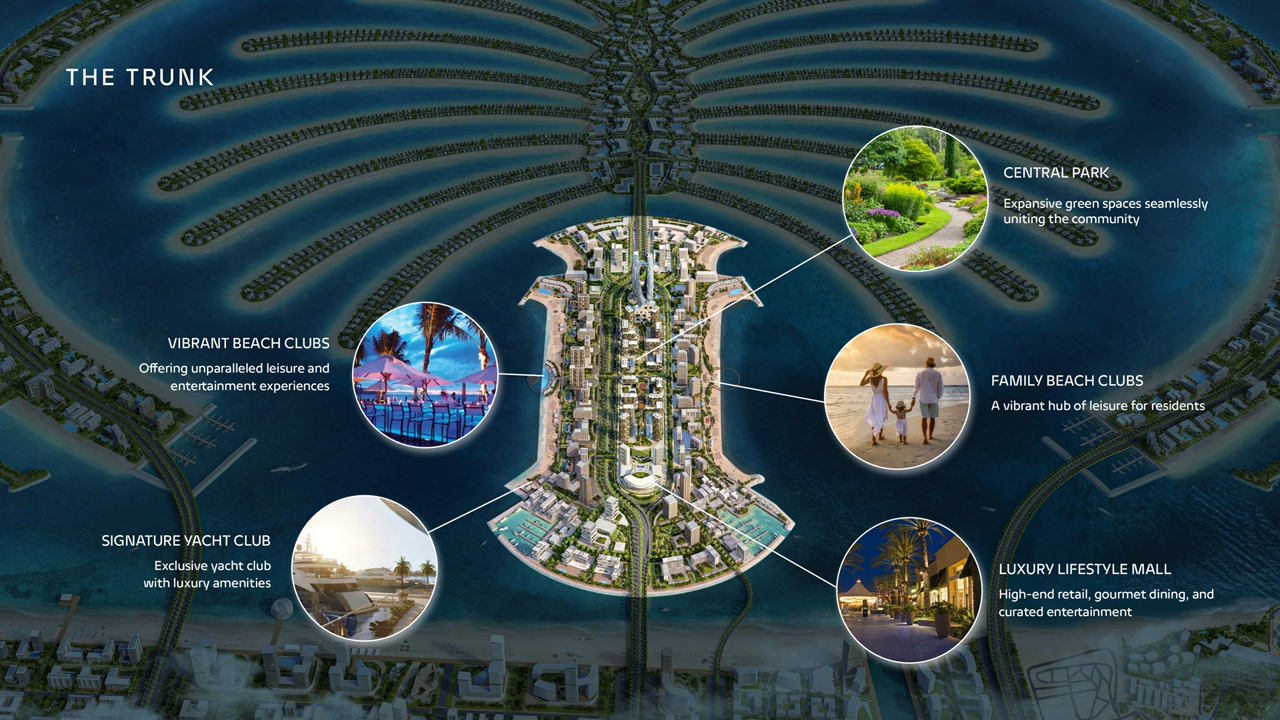 THE TRUNK
CENTRAL PARK
Expansive green spaces seamlessly
uniting the community
VIBRANT BEACH CLUBS
Offering unparalleled leisure and
entertainment experiences
FAMILY BEACH CLUBS
A vibrant hub of leisure for residents
SIGNATURE YACHT CLUB
Exclusive yacht club
with luxury amenities
LUXURY LIFESTYLE MALL
High-end retail, gourmet dining, and
curated entertainment